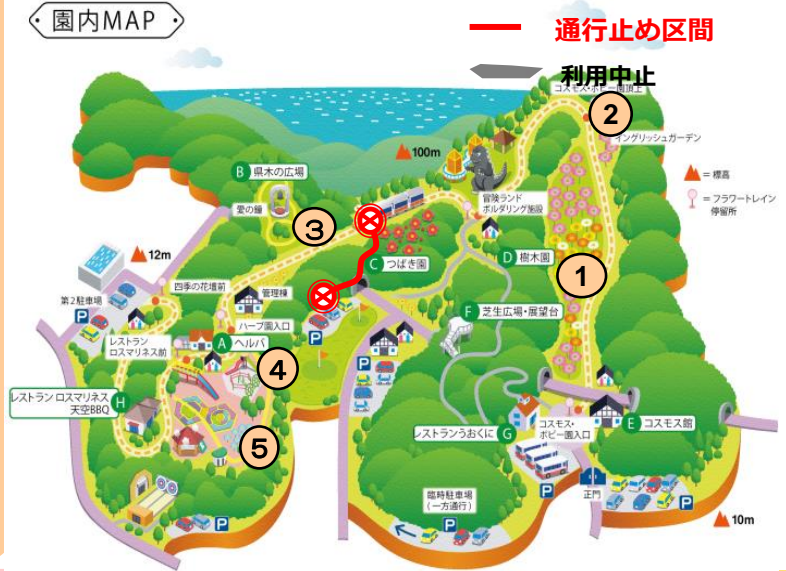 園内MAP
通行止め区間
利用中止
コスモス・ポピー園頂上
2
イングリッシュガーデン
100m
= 標高
= フラワートレイン
停留所
B 県木の広場
愛の鐘
3
冒険ランド
ボルダリング施設
12m
C つばき園
D 樹木園
1
四季の花壇前
管理棟
第2駐車場
P
ハーブ園入口
P
F 芝生広場・展望台
レストラン
ロスマリネス前
A ヘルバ
4
P
レストラン ロスマリネス
天空BBQ
H
5
レストランうおくに G
コスモス・
ポピー園入口
E コスモス館
P
正門
P
臨時駐車場
(一方通行)
P
P
10m